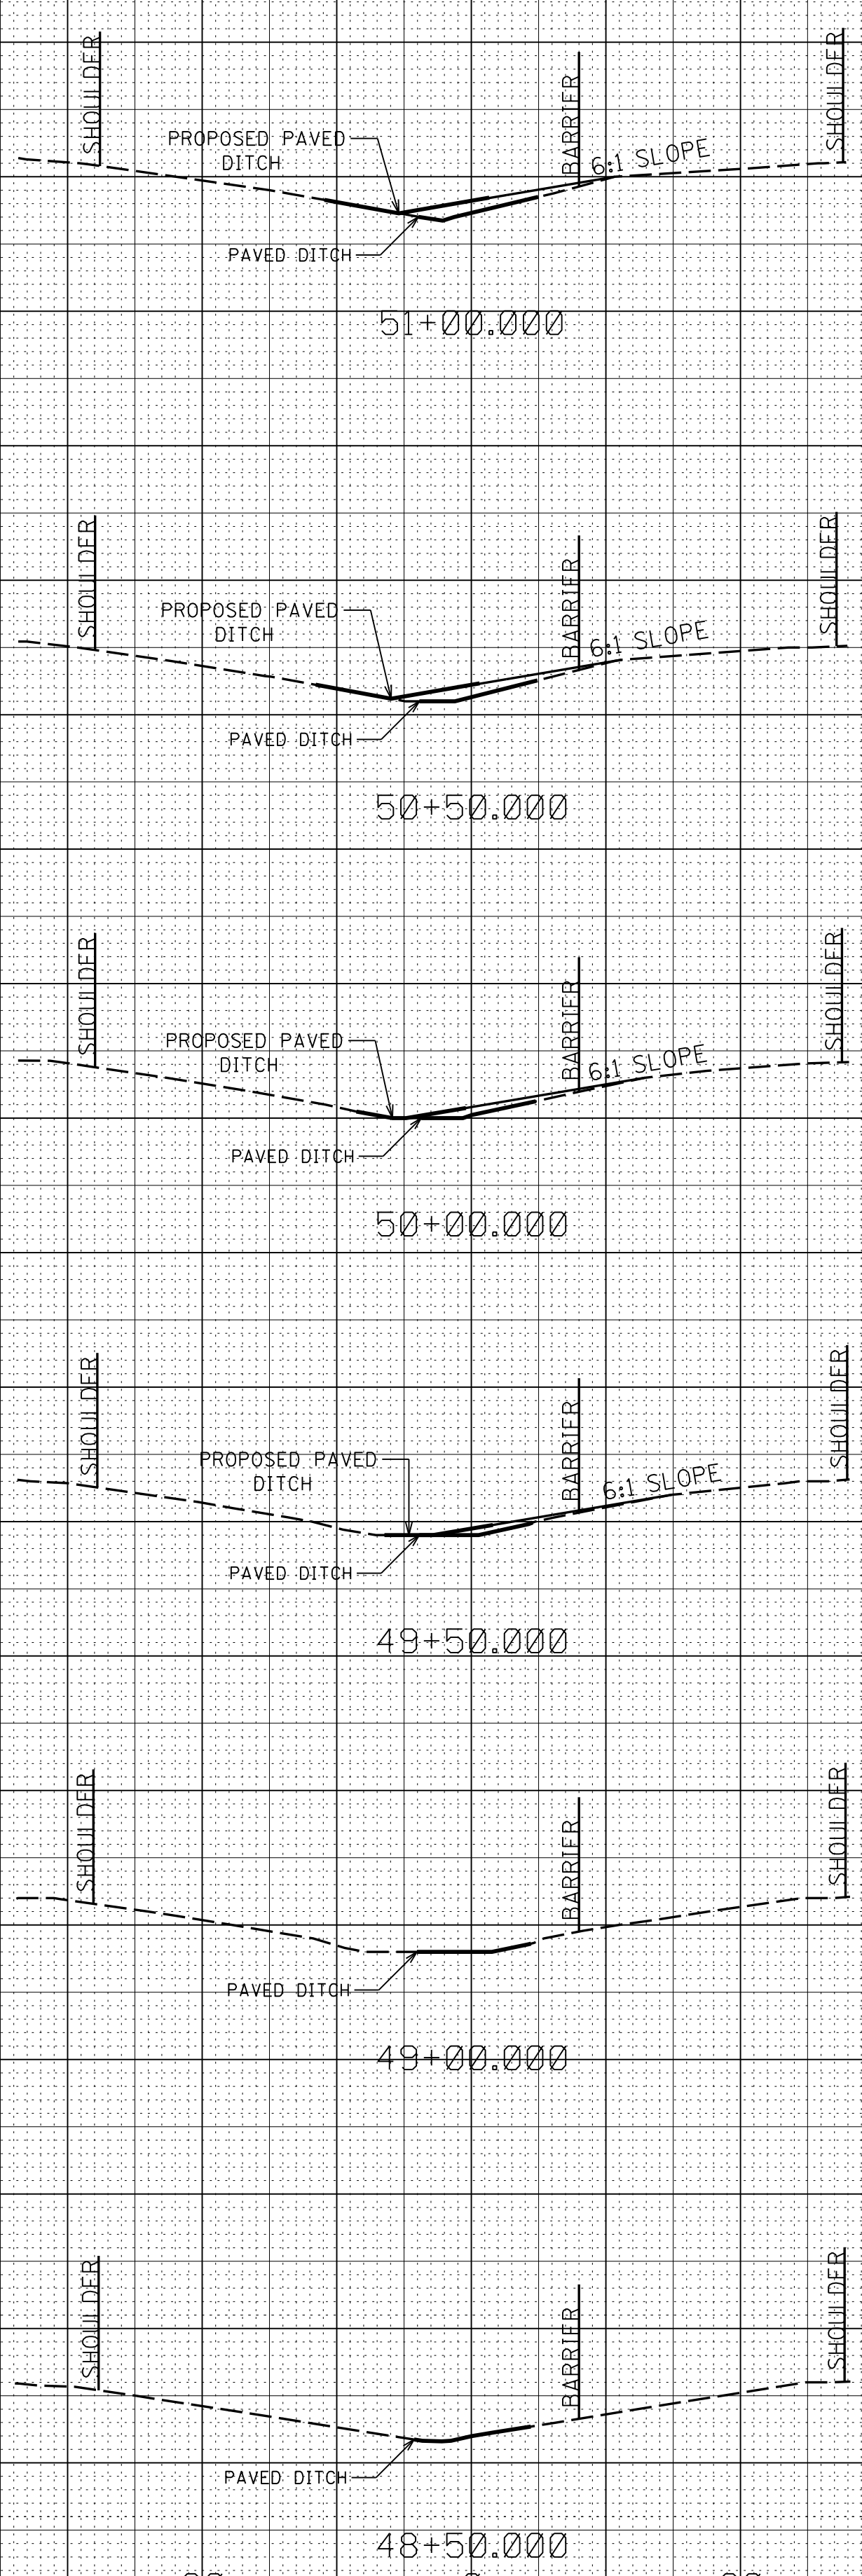 SHOULDER
PROPOSED PAVED
DITCH
BARRIER
6:1 SLOPE
SHOULDER
PAVED DITCH
51+00.000
SHOULDER
PROPOSED PAVED
DITCH
BARRIER
6:1 SLOPE
SHOULDER
PAVED DITCH
50+50.000
SHOULDER
PROPOSED PAVED
DITCH
BARRIER
6:1 SLOPE
SHOULDER
PAVED DITCH
50+00.000
SHOULDER
PROPOSED PAVED
DITCH
BARRIER
6:1 SLOPE
SHOULDER
PAVED DITCH
49+50.000
SHOULDER
BARRIER
SHOULDER
PAVED DITCH
49+00.000
SHOULDER
BARRIER
SHOULDER
PAVED DITCH
48+50.000